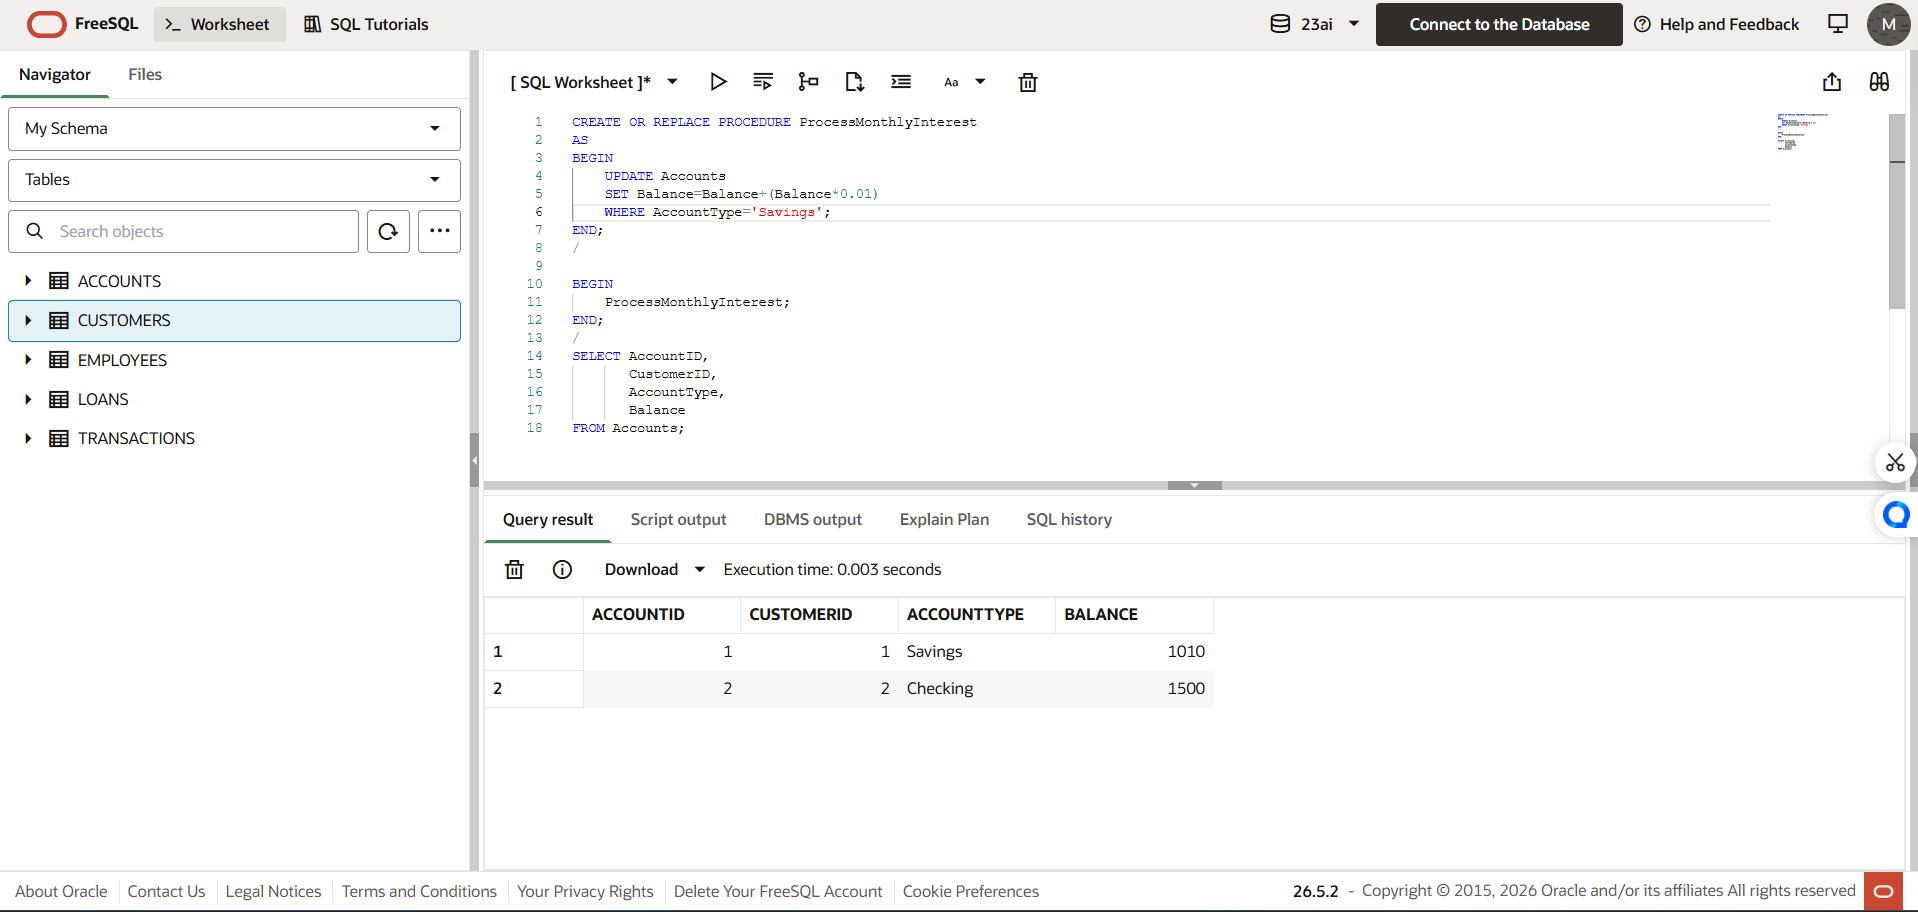 FreeSQL
>_ Worksheet
SQL Tutorials
23ai
Connect to the Database
Help and Feedback
M
Navigator
Files
My Schema
Tables
Search objects
ACCOUNTS
CUSTOMERS
EMPLOYEES
LOANS
TRANSACTIONS
[ SQL Worksheet ]*
Aa
1 CREATE OR REPLACE PROCEDURE ProcessMonthlyInterest
2 AS
3 BEGIN
4 UPDATE Accounts
5 SET Balance=Balance+(Balance*0.01)
6 WHERE AccountType='Savings';
7 END;
8 /
9
10 BEGIN
11 ProcessMonthlyInterest;
12 END;
13 /
14 SELECT AccountID,
15 CustomerID,
16 AccountType,
17 Balance
18 FROM Accounts;
Query result
Script output
DBMS output
Explain Plan
SQL history
Download
Execution time: 0.003 seconds
ACCOUNTID CUSTOMERID ACCOUNTTYPE BALANCE
1 1 1 Savings 1010
2 2 2 Checking 1500
About Oracle
Contact Us
Legal Notices
Terms and Conditions
Your Privacy Rights
Delete Your FreeSQL Account
Cookie Preferences
26.5.2 - Copyright © 2015, 2026 Oracle and/or its affiliates All rights reserved